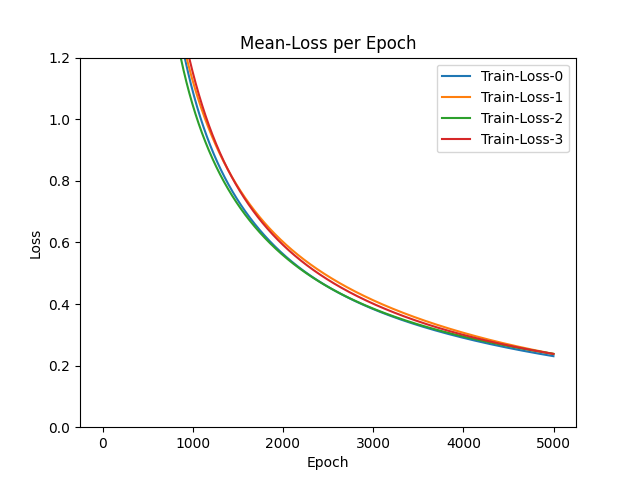 Mean-Loss per Epoch
Loss
1.2
1.0
0.8
0.6
0.4
0.2
0.0
Train-Loss-0
Train-Loss-1
Train-Loss-2
Train-Loss-3
0 1000 2000 3000 4000 5000
Epoch